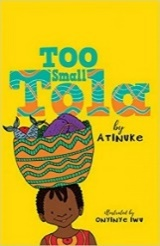 TOO
Small
Tola
by
ATINUKE
illustrated by
ONYINYE IWU